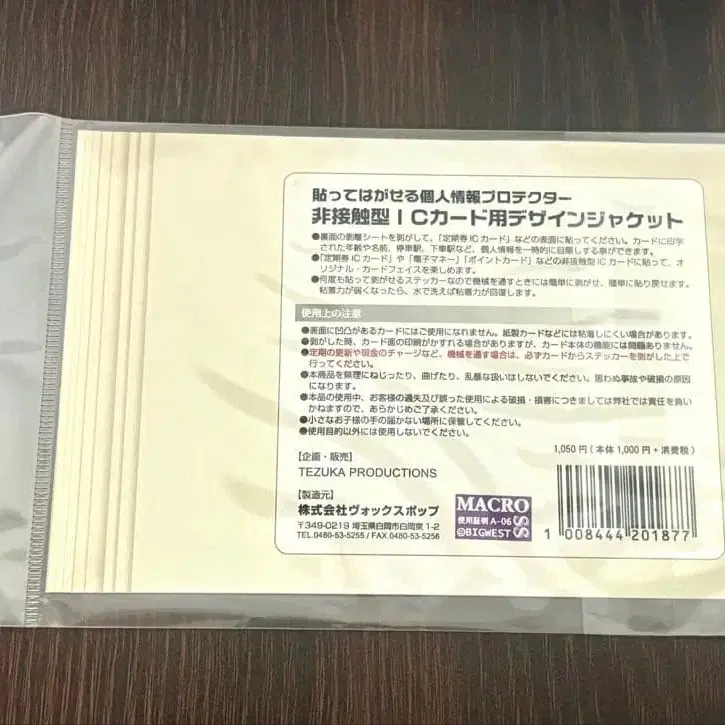 貼ってはがせる個人情報プロテクター
非接触型ICカード用デザインジャケット
●裏面の剥離シートを剥がして、「定期券ICカード」などの表面に貼ってください。カードに印字
された年齢や名前、停車駅、下車駅など、個人情報を一時的に目隠しする事ができます。
●「定期券ICカード」や「電子マネー」「ポイントカード」などの非接触型ICカードに貼って、オ
リジナル・カードフェイスを楽しめます。
●何度も貼って剥がせるステッカーなので機械を通すときには簡単に剥がせ、簡単に貼り戻せます。
粘着力が弱くなったら、水で洗えば粘着力が回復します。
使用上の注意
●表面に凹凸があるカードにはご使用になれません。紙製カードなどには粘着しにくい場合があります。
●剥がした時、カード面の印刷がかすれる場合がありますが、カード本体の機能には問題ありません。
●定期の更新や現金のチャージなど、機械を通す場合は、必ずカードからステッカーを剥がした上で
行ってください。
●本商品を無理にねじったり、曲げたり、乱暴な扱いはしないでください。思わぬ事故や破損の原因
になります。
●本品の使用中、お客様の過失及び誤った使用による破損・損害につきましては弊社では責任を負い
かねますので、あらかじめご了承ください。
●小さなお子様の手の届かない場所に保管してください。
●使用目的以外には使用しないでください。
1,050円(本体1,000円+消費税)
【企画・販売】
TEZUKA PRODUCTIONS
【製造元】
株式会社ヴォックスポップ
〒349-0219 埼玉県白岡市白岡東1-2
TEL.0480-53-5255 / FAX.0480-53-5256
MACRO
使用証明 A-06
©BIGWEST
SS
1 008444 201877